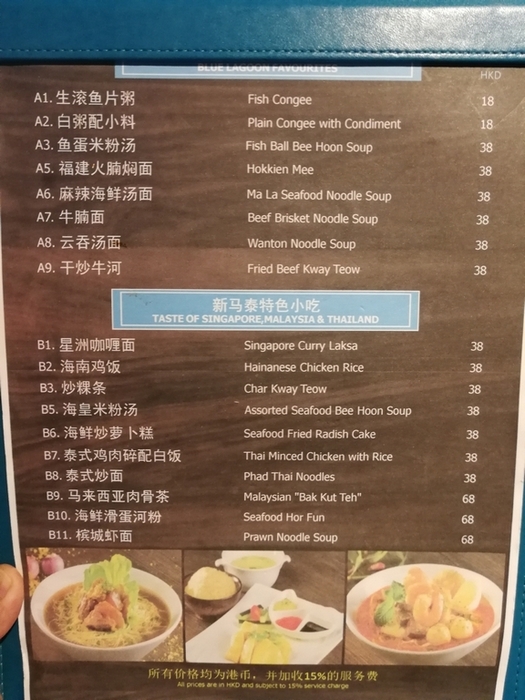 BLUE LAGOON FAVOURITES
HKD
A1. 生滚鱼片粥 Fish Congee 18
A2. 白粥配小料 Plain Congee with Condiment 18
A3. 鱼蛋米粉汤 Fish Ball Bee Hoon Soup 38
A5. 福建火腩焖面 Hokkien Mee 38
A6. 麻辣海鲜汤面 Ma La Seafood Noodle Soup 38
A7. 牛腩面 Beef Brisket Noodle Soup 38
A8. 云吞汤面 Wanton Noodle Soup 38
A9. 干炒牛河 Fried Beef Kway Teow 38
新马泰特色小吃
TASTE OF SINGAPORE,MALAYSIA & THAILAND
B1. 星洲咖喱面 Singapore Curry Laksa 38
B2. 海南鸡饭 Hainanese Chicken Rice 38
B3. 炒粿条 Char Kway Teow 38
B5. 海皇米粉汤 Assorted Seafood Bee Hoon Soup 38
B6. 海鲜炒萝卜糕 Seafood Fried Radish Cake 38
B7. 泰式鸡肉碎配白饭 Thai Minced Chicken with Rice 38
B8. 泰式炒面 Phad Thai Noodles 38
B9. 马来西亚肉骨茶 Malaysian "Bak Kut Teh" 68
B10. 海鲜滑蛋河粉 Seafood Hor Fun 68
B11. 槟城虾面 Prawn Noodle Soup 68
所有价格均为港币，并加收15%的服务费
All prices are in HKD and subject to 15% service charge